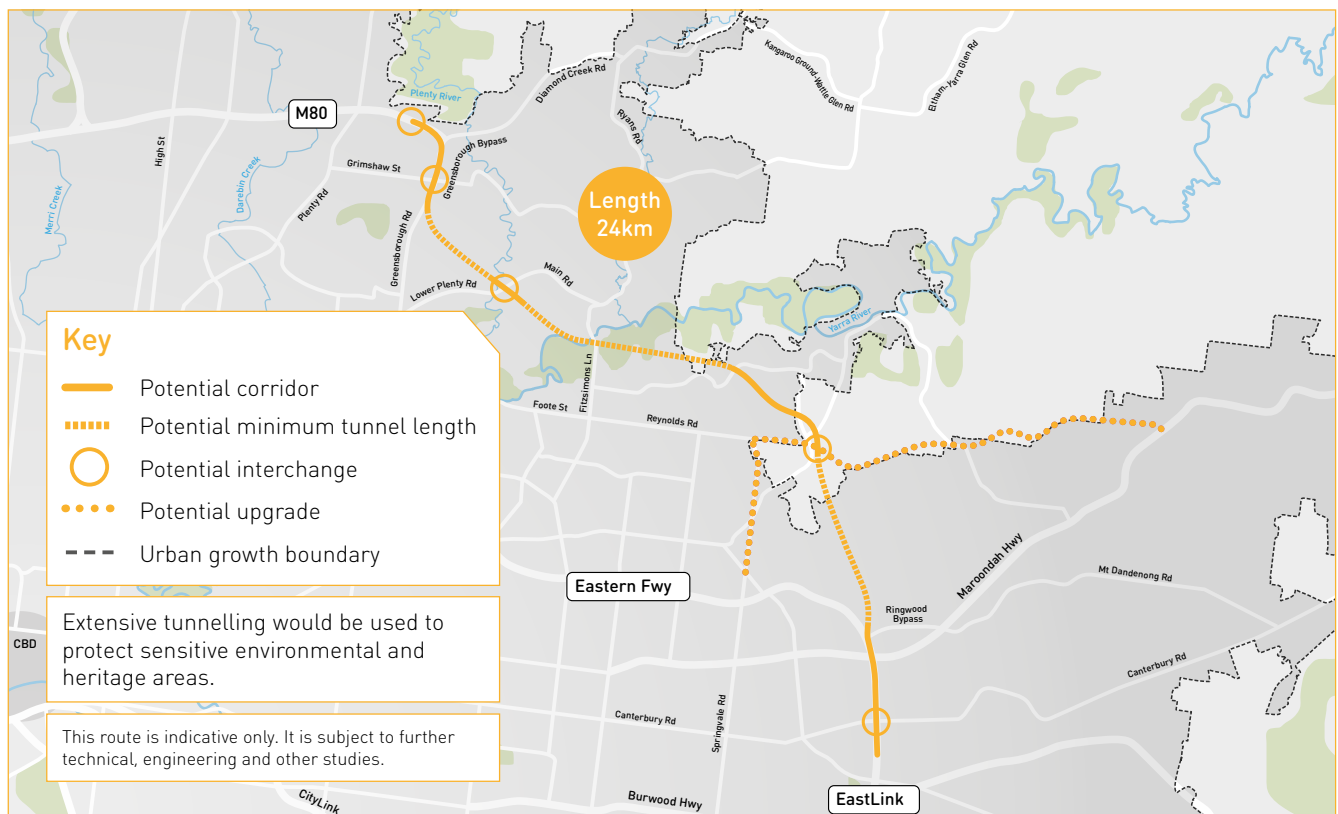 Kangaroo Ground-Wattle Glen Rd
Eltham-Yarra Glen Rd
Diamond Creek Rd
Plenty River
M80
Ryans Rd
High St
Darebin Creek
Merri Creek
Grimshaw St
Greensborough Bypass
Plenty Rd
Length
24km
Greensborough Rd
Lower Plenty Rd
Main Rd
Yarra River
Key
Potential corridor
Potential minimum tunnel length
Potential interchange
Potential upgrade
Urban growth boundary
Fitzsimons Ln
Foote St
Reynolds Rd
Maroondah Hwy
Eastern Fwy
Mt Dandenong Rd
Ringwood
Bypass
Extensive tunnelling would be used to
protect sensitive environmental and
heritage areas.
CBD
Canterbury Rd
Canterbury Rd
Springvale Rd
This route is indicative only. It is subject to further
technical, engineering and other studies.
CityLink
Burwood Hwy
EastLink